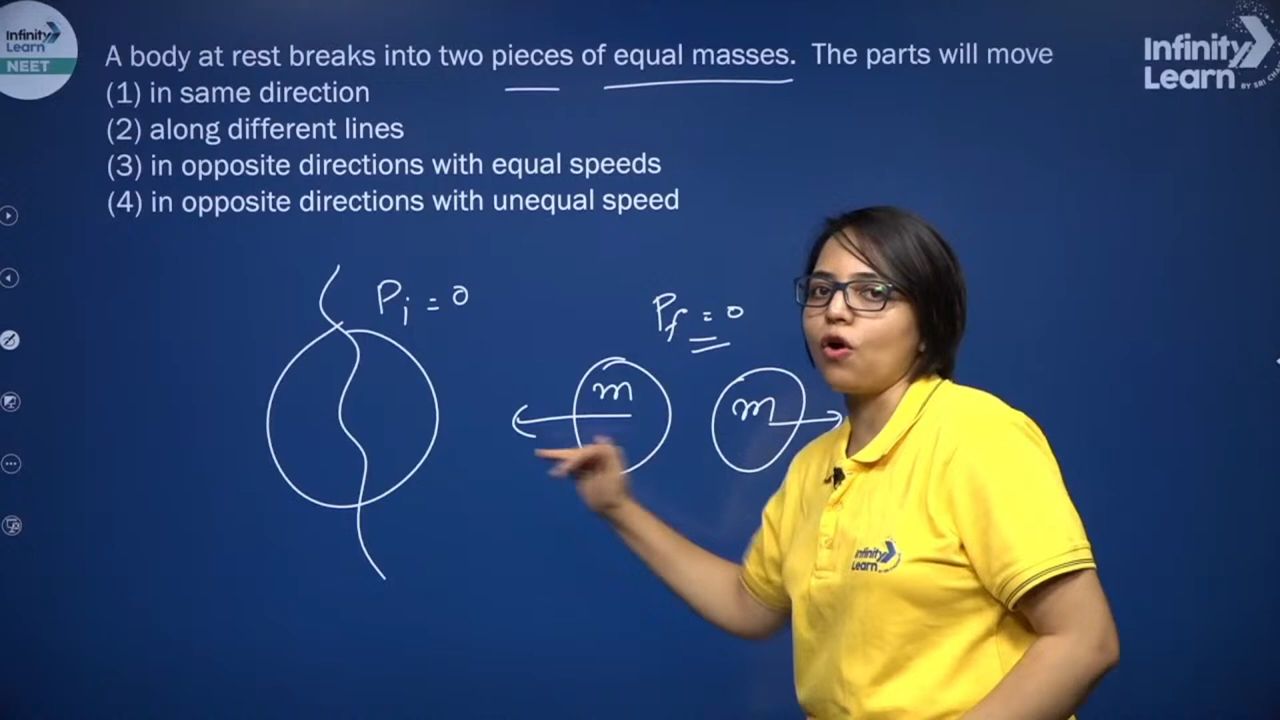 Infinity
Learn
NEET
A body at rest breaks into two pieces of equal masses. The parts will move
(1) in same direction
(2) along different lines
(3) in opposite directions with equal speeds
(4) in opposite directions with unequal speed
Infinity
Learn
BY SRI
Pi = 0
Pf = 0
m
m
Infinity
Learn